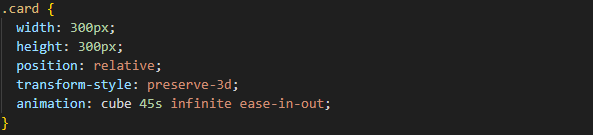 .card {
  width: 300px;
  height: 300px;
  position: relative;
  transform-style: preserve-3d;
  animation: cube 45s infinite ease-in-out;
}